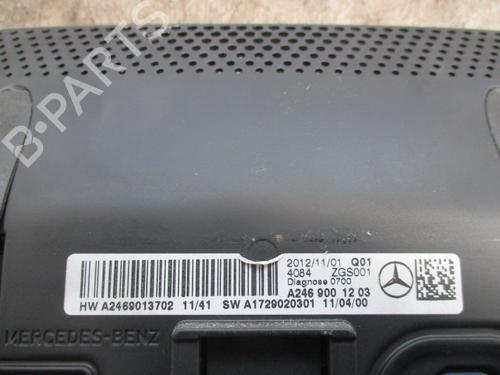 B-PARTS
2012/11/01 Q01
4084 ZGS001
Diagnose 0700
A246 900 12 03
HW A2469013702 11/41 SW A1729020301 11/04/00
MERCEDES-BENZ